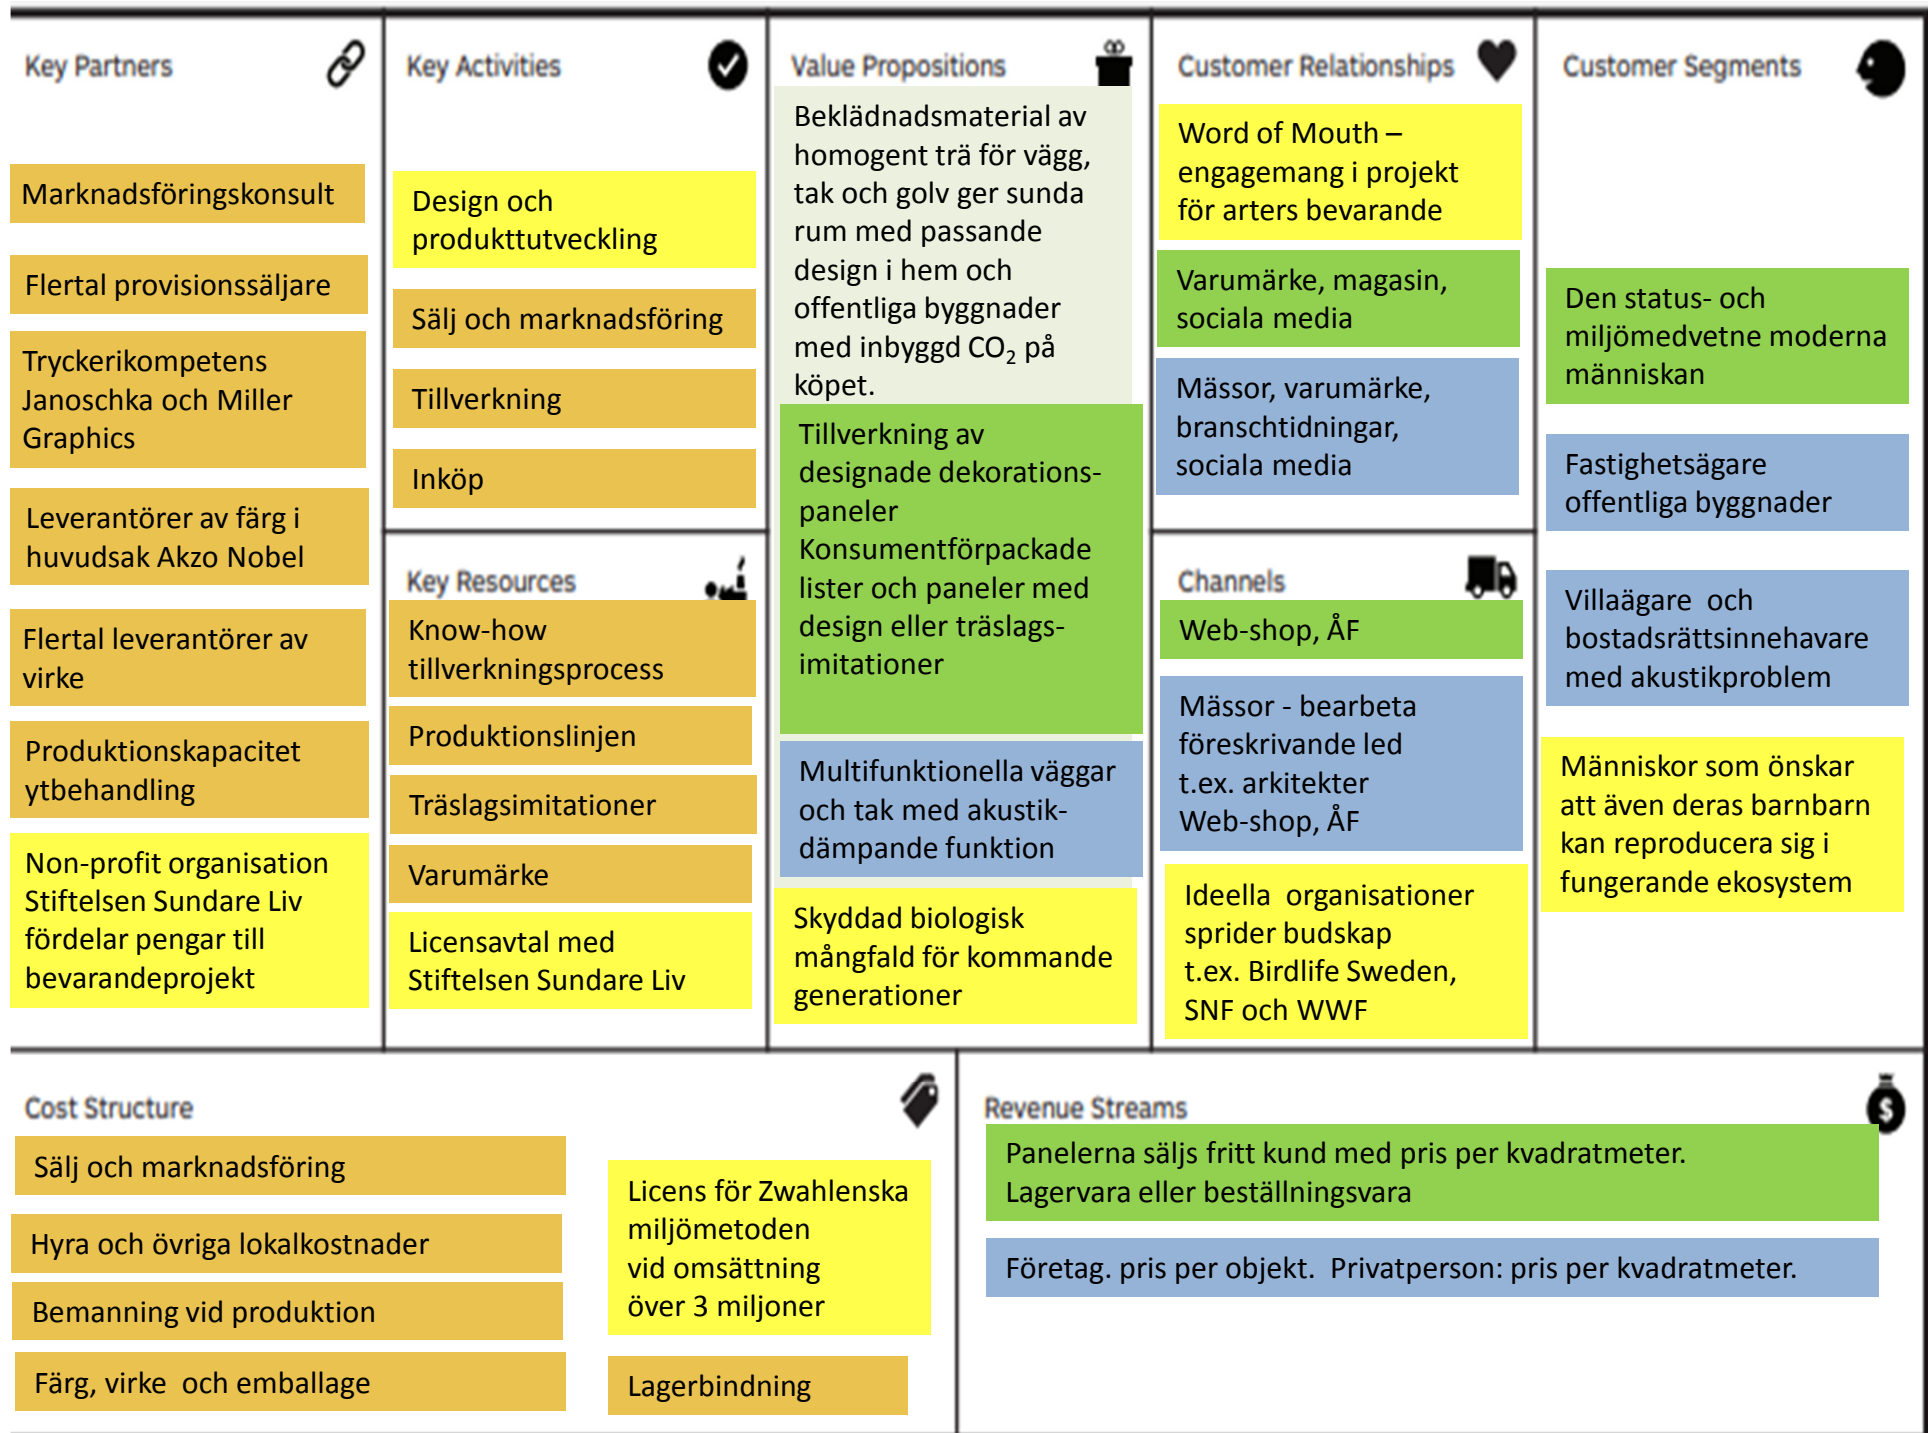 Key Partners
Marknadsföringskonsult
Flertal provisionssäljare
Tryckerikompetens
Janoschka och Miller
Graphics
Leverantörer av färg i
huvudsak Akzo Nobel
Flertal leverantörer av
virke
Produktionskapacitet
ytbehandling
Non-profit organisation
Stiftelsen Sundare Liv
fördelar pengar till
bevarandeprojekt
Key Activities
Design och
produkttutveckling
Sälj och marknadsföring
Tillverkning
Inköp
Key Resources
Know-how
tillverkningsprocess
Produktionslinjen
Träslagsimitationer
Varumärke
Licensavtal med
Stiftelsen Sundare Liv
Value Propositions
Beklädnadsmaterial av
homogent trä för vägg,
tak och golv ger sunda
rum med passande
design i hem och
offentliga byggnader
med inbyggd CO₂ på
köpet.
Tillverkning av
designade dekorations-
paneler
Konsumentförpackade
lister och paneler med
design eller träslags-
imitationer
Multifunktionella väggar
och tak med akustik-
dämpande funktion
Skyddad biologisk
mångfald för kommande
generationer
Customer Relationships
Word of Mouth –
engagemang i projekt
för arters bevarande
Varumärke, magasin,
sociala media
Mässor, varumärke,
branschtidningar,
sociala media
Channels
Web-shop, ÅF
Mässor - bearbeta
föreskrivande led
t.ex. arkitekter
Web-shop, ÅF
Ideella organisationer
sprider budskap
t.ex. Birdlife Sweden,
SNF och WWF
Customer Segments
Den status- och
miljömedvetne moderna
människan
Fastighetsägare
offentliga byggnader
Villaägare och
bostadsrättsinnehavare
med akustikproblem
Människor som önskar
att även deras barnbarn
kan reproducera sig i
fungerande ekosystem
Cost Structure
Sälj och marknadsföring
Hyra och övriga lokalkostnader
Bemanning vid produktion
Färg, virke och emballage
Licens för Zwahlenska
miljömetoden
vid omsättning
över 3 miljoner
Lagerbindning
Revenue Streams
$
Panelerna säljs fritt kund med pris per kvadratmeter.
Lagervara eller beställningsvara
Företag. pris per objekt. Privatperson: pris per kvadratmeter.